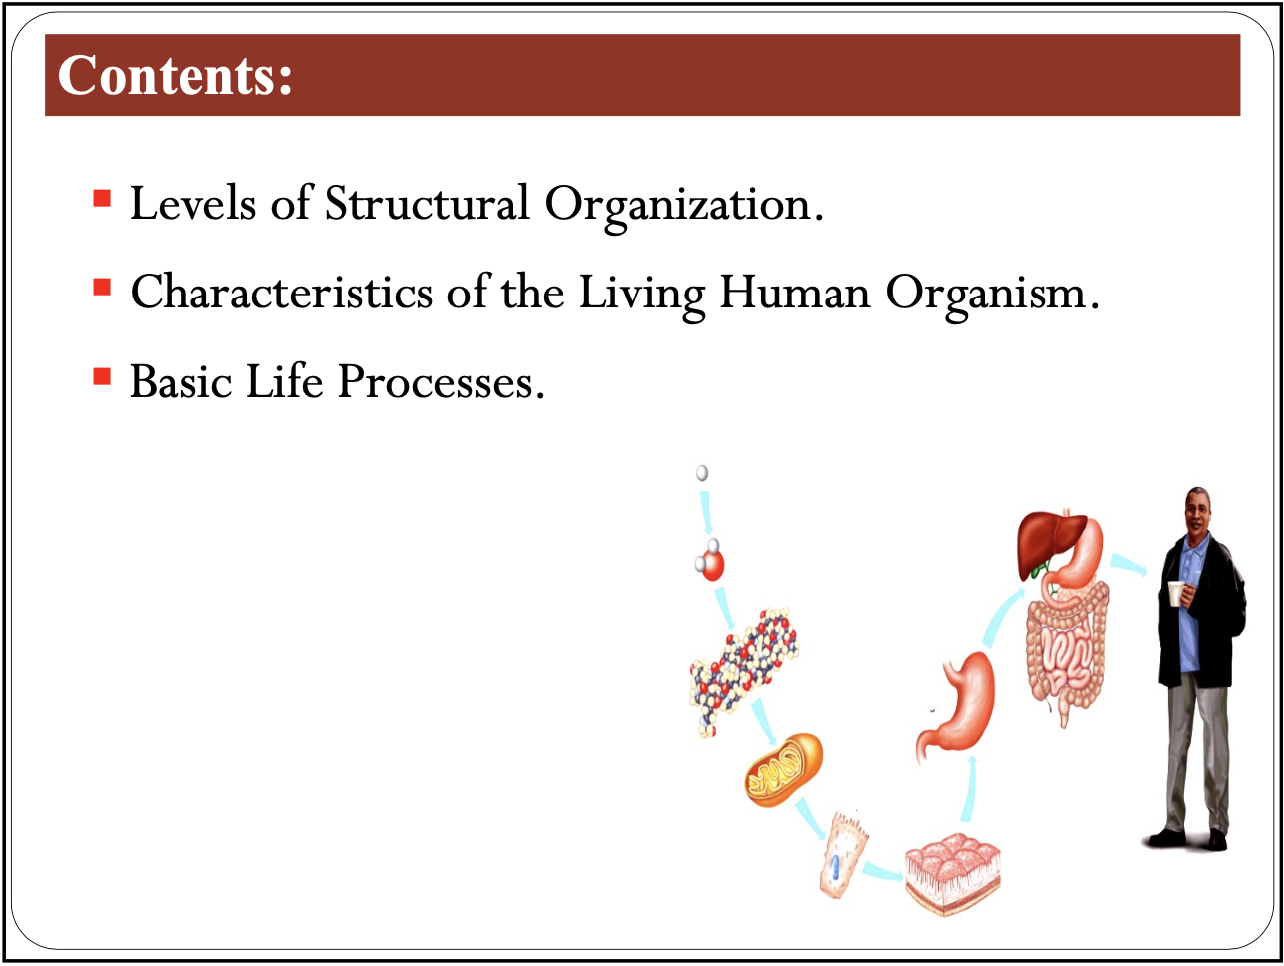 Contents:
Levels of Structural Organization.
Characteristics of the Living Human Organism.
Basic Life Processes.